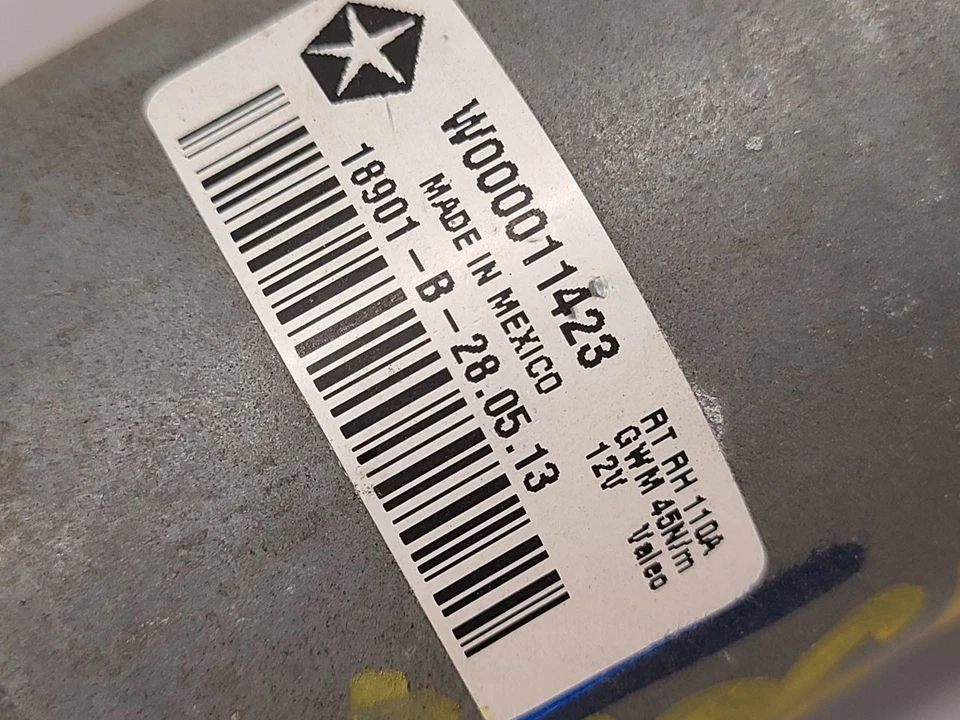 W000011423
MADE IN MEXICO
18901-B-28.05.13
RT RH 110A
GWM 45N/m
12V Valeo